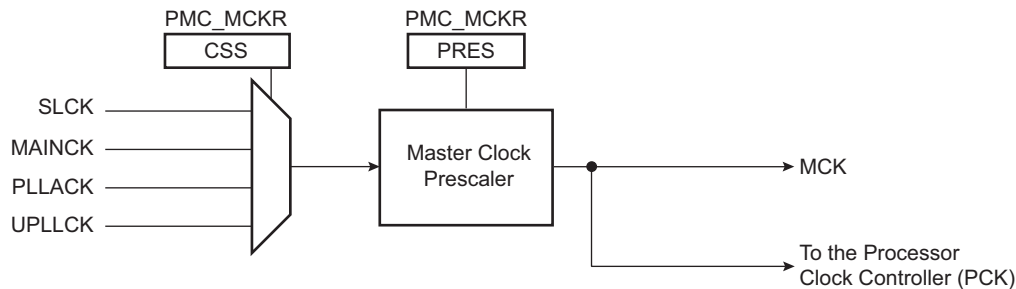 PMC_MCKR
CSS
PMC_MCKR
PRES
SLCK
MAINCK
PLLACK
UPLLCK
Master Clock
Prescaler
MCK
To the Processor
Clock Controller (PCK)